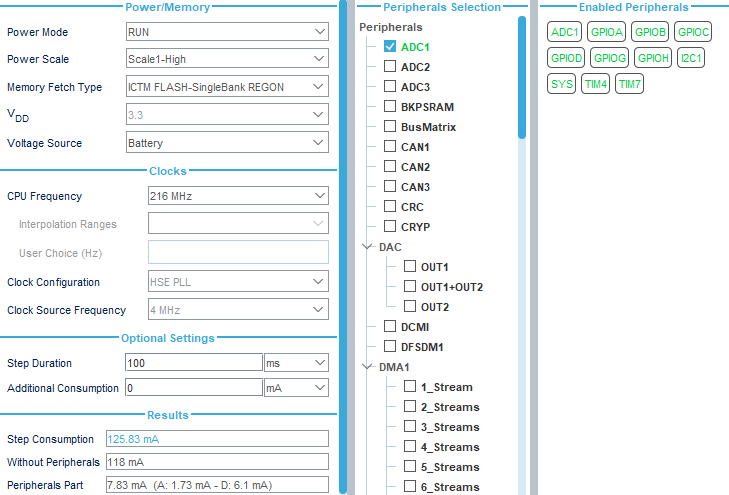 Power/Memory
Power Mode RUN
Power Scale Scale1-High
Memory Fetch Type ICTM FLASH-SingleBank REGON
VDD 3.3
Voltage Source Battery
Clocks
CPU Frequency 216 MHz
Interpolation Ranges
User Choice (Hz)
Clock Configuration HSE PLL
Clock Source Frequency 4 MHz
Optional Settings
Step Duration 100 ms
Additional Consumption 0 mA
Results
Step Consumption 125.83 mA
Without Peripherals 118 mA
Peripherals Part 7.83 mA (A: 1.73 mA - D: 6.1 mA)
Peripherals Selection
Peripherals
ADC1
ADC2
ADC3
BKPSRAM
BusMatrix
CAN1
CAN2
CAN3
CRC
CRYP
DAC
OUT1
OUT1+OUT2
OUT2
DCMI
DFSDM1
DMA1
1_Stream
2_Streams
3_Streams
4_Streams
5_Streams
6_Streams
Enabled Peripherals
ADC1 GPIOA GPIOB GPIOC
GPIOD GPIOG GPIOH I2C1
SYS TIM4 TIM7